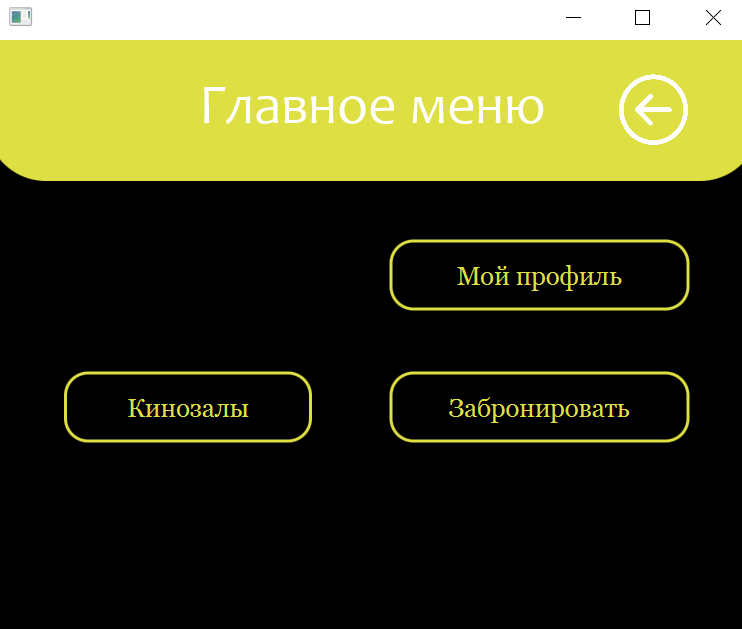 Главное меню
Мой профиль
Кинозалы
Забронировать